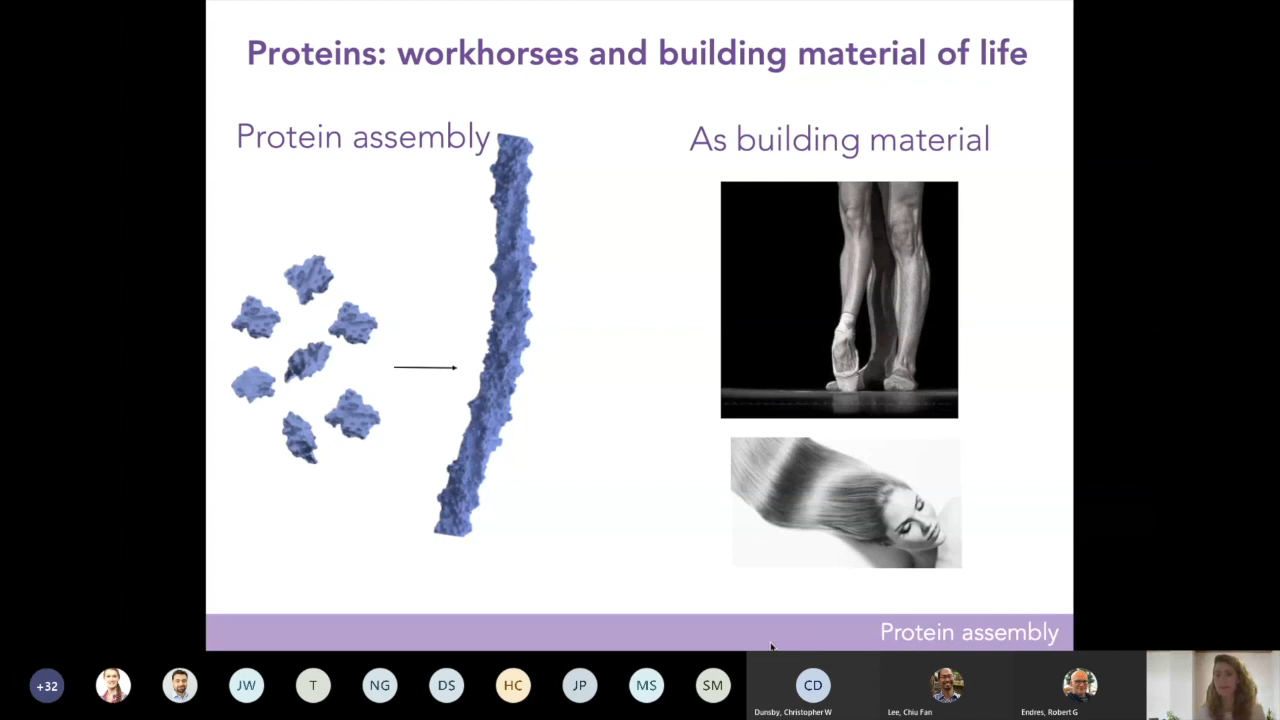 Proteins: workhorses and building material of life
Protein assembly
As building material
Protein assembly
+32
JW
T
NG
DS
HC
JP
MS
SM
CD
Dunsby, Christopher W
Lee, Chiu Fan
Endres, Robert G